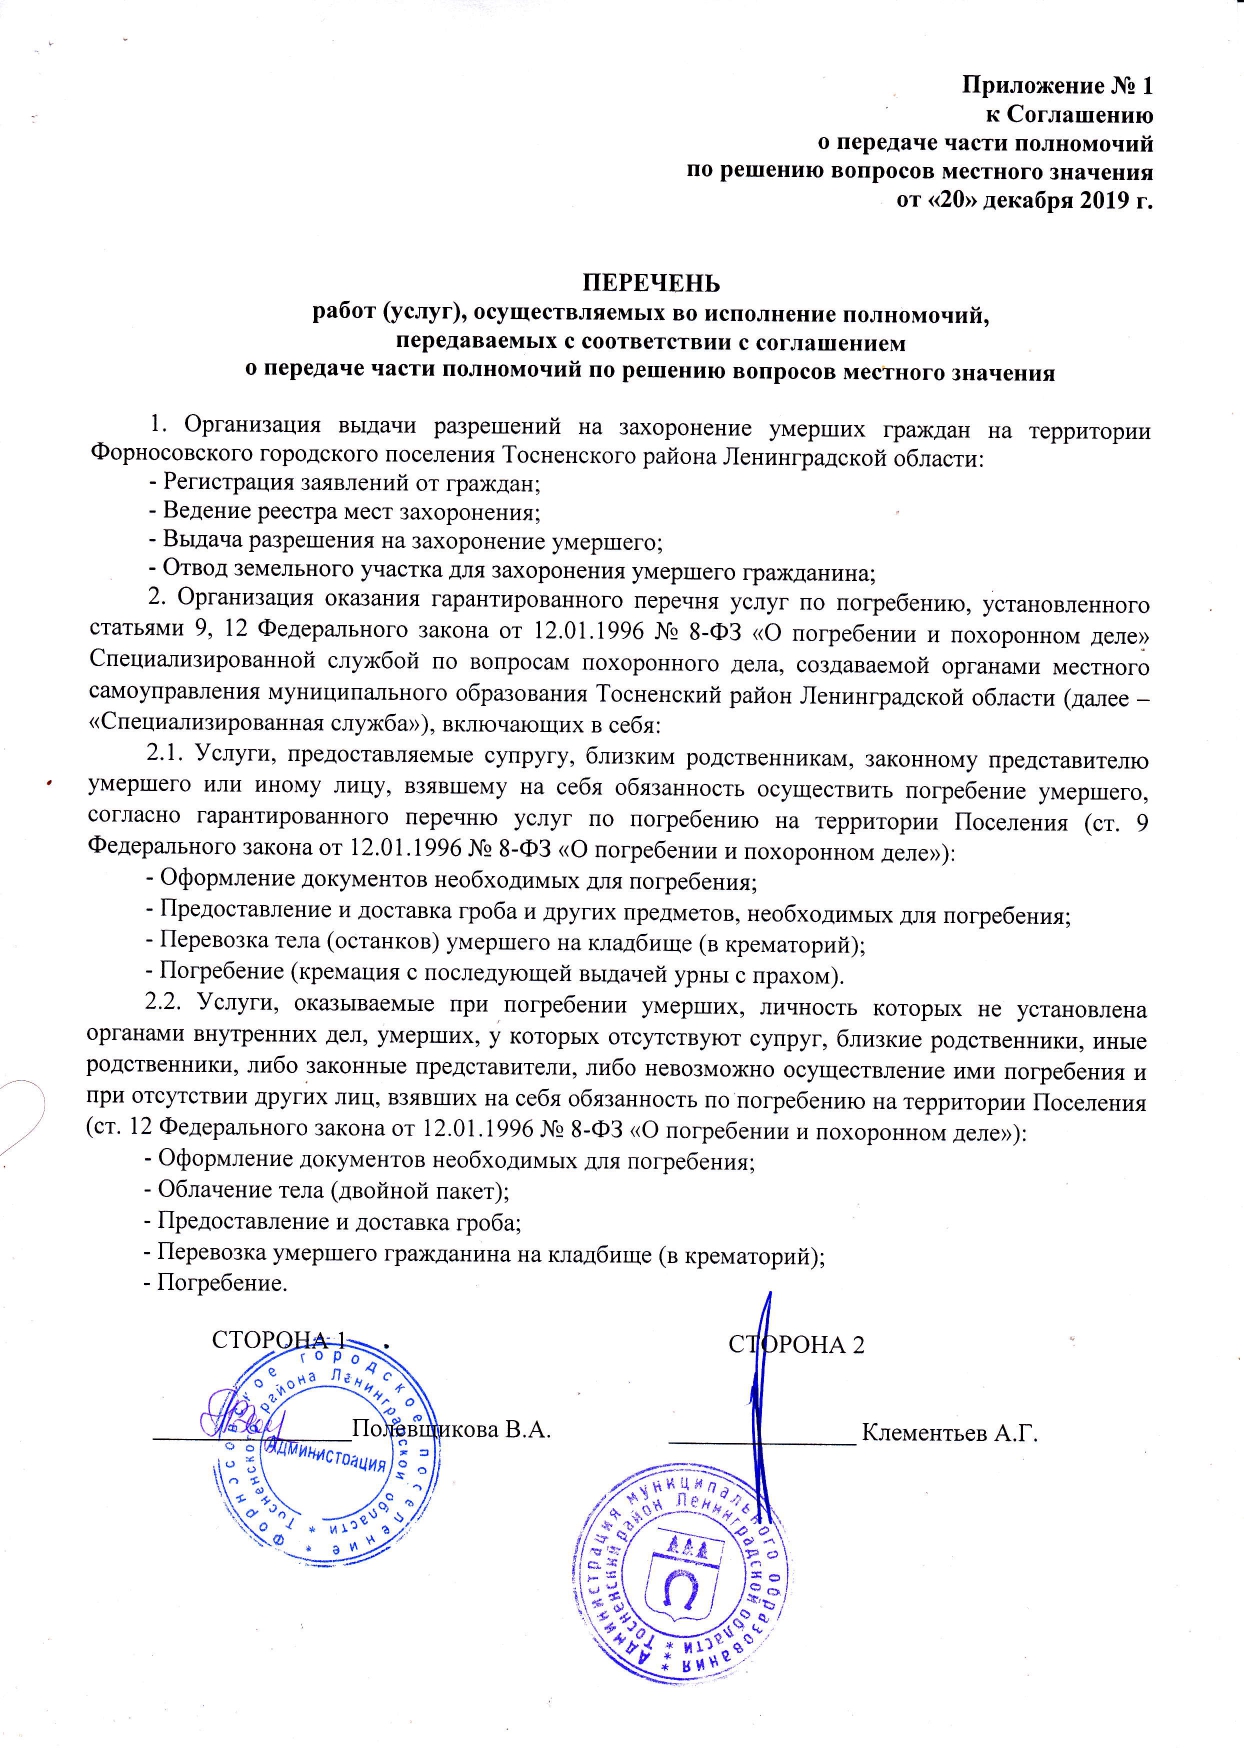 Приложение № 1
к Соглашению
о передаче части полномочий
по решению вопросов местного значения
от «20» декабря 2019 г.
ПЕРЕЧЕНЬ
работ (услуг), осуществляемых во исполнение полномочий,
передаваемых с соответствии с соглашением
о передаче части полномочий по решению вопросов местного значения
1. Организация выдачи разрешений на захоронение умерших граждан на территории
Форносовского городского поселения Тосненского района Ленинградской области:
- Регистрация заявлений от граждан;
- Ведение реестра мест захоронения;
- Выдача разрешения на захоронение умершего;
- Отвод земельного участка для захоронения умершего гражданина;
2. Организация оказания гарантированного перечня услуг по погребению, установленного
статьями 9, 12 Федерального закона от 12.01.1996 № 8-ФЗ «О погребении и похоронном деле»
Специализированной службой по вопросам похоронного дела, создаваемой органами местного
самоуправления муниципального образования Тосненский район Ленинградской области (далее –
«Специализированная служба»), включающих в себя:
2.1. Услуги, предоставляемые супругу, близким родственникам, законному представителю
умершего или иному лицу, взявшему на себя обязанность осуществить погребение умершего,
согласно гарантированного перечню услуг по погребению на территории Поселения (ст. 9
Федерального закона от 12.01.1996 № 8-ФЗ «О погребении и похоронном деле»):
- Оформление документов необходимых для погребения;
- Предоставление и доставка гроба и других предметов, необходимых для погребения;
- Перевозка тела (останков) умершего на кладбище (в крематорий);
- Погребение (кремация с последующей выдачей урны с прахом).
2.2. Услуги, оказываемые при погребении умерших, личность которых не установлена
органами внутренних дел, умерших, у которых отсутствуют супруг, близкие родственники, иные
родственники, либо законные представители, либо невозможно осуществление ими погребения и
при отсутствии других лиц, взявших на себя обязанность по погребению на территории Поселения
(ст. 12 Федерального закона от 12.01.1996 № 8-ФЗ «О погребении и похоронном деле»):
- Оформление документов необходимых для погребения;
- Облачение тела (двойной пакет);
- Предоставление и доставка гроба;
- Перевозка умершего гражданина на кладбище (в крематорий);
- Погребение.
СТОРОНА 1 СТОРОНА 2
Полевщикова В.А. Клементьев А.Г.
Форносовское городское поселение *
Тосненского района Ленинградской области *
Администрация
Администрация муниципального образования *
Тосненский район Ленинградской области *